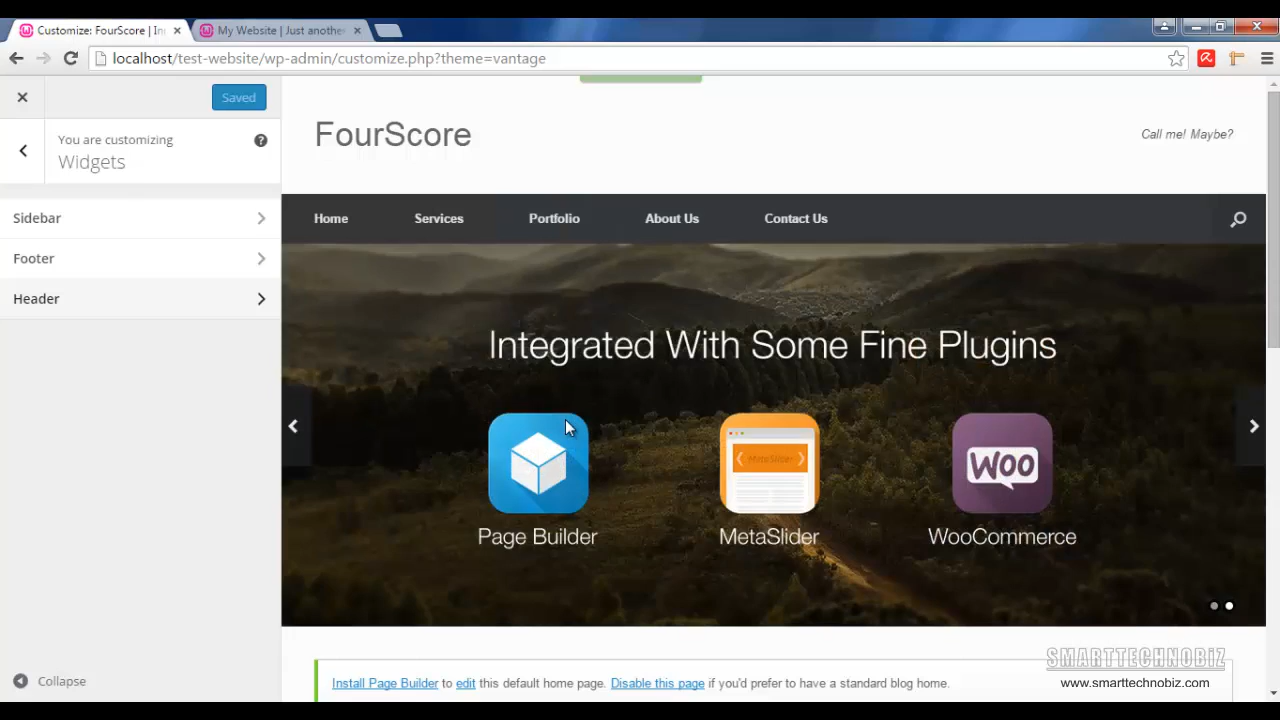 Customize: FourScore | In
My Website | Just anothe
localhost/test-website/wp-admin/customize.php?theme=vantage
Saved
You are customizing
Widgets
Sidebar
Footer
Header
Collapse
FourScore
Call me! Maybe?
Home Services Portfolio About Us Contact Us
Integrated With Some Fine Plugins
MetaSlider
WOO
Page Builder MetaSlider WooCommerce
Install Page Builder to edit this default home page. Disable this page if you'd prefer to have a standard blog home.
SMARTTECHNOBIZ
www.smarttechnobiz.com